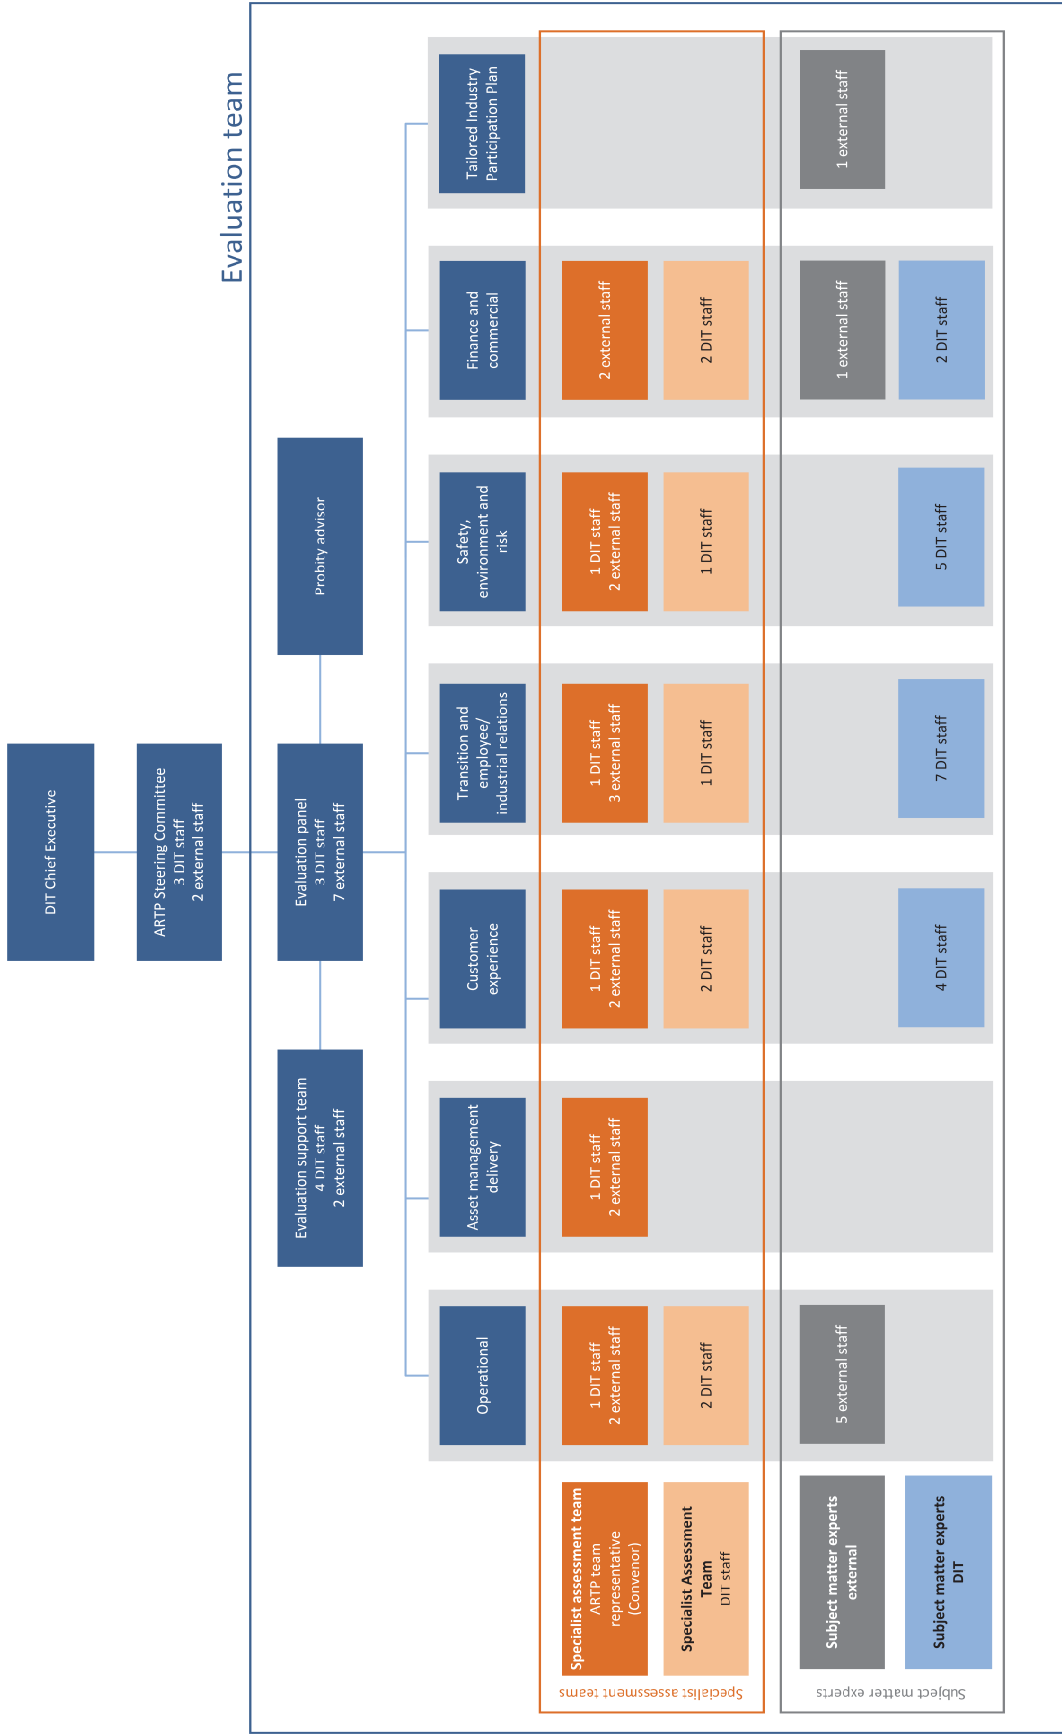 DIT Chief Executive
ARTP Steering Committee
3 DIT staff
2 external staff
Evaluation team
Evaluation support team
4 DIT staff
2 external staff
Evaluation panel
3 DIT staff
7 external staff
Probity advisor
Operational
Asset management
delivery
Customer
experience
Transition and
employee/
industrial relations
Safety,
environment and
risk
Finance and
commercial
Tailored Industry
Participation Plan
Specialist assessment teams
Specialist assessment team
ARTP team
representative
(Convenor)
1 DIT staff
2 external staff
1 DIT staff
2 external staff
1 DIT staff
2 external staff
1 DIT staff
3 external staff
1 DIT staff
2 external staff
2 external staff
Specialist Assessment
Team
DIT staff
2 DIT staff
2 DIT staff
1 DIT staff
1 DIT staff
2 DIT staff
Subject matter experts
Subject matter experts
external
5 external staff
1 external staff
1 external staff
Subject matter experts
DIT
4 DIT staff
7 DIT staff
5 DIT staff
2 DIT staff